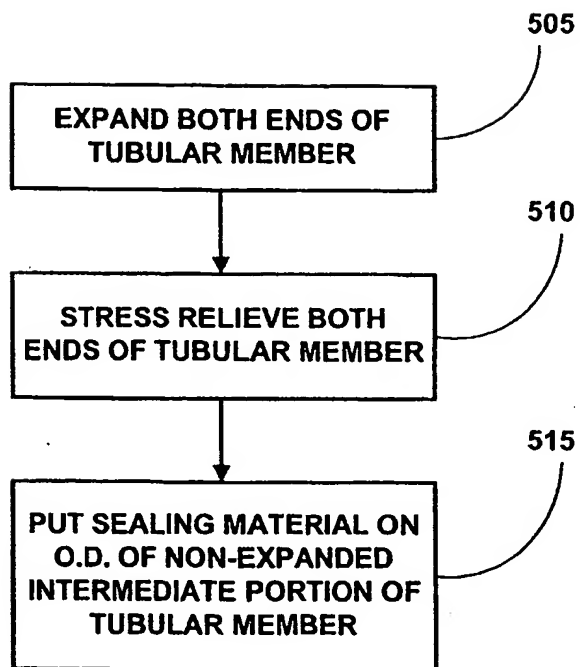 505
EXPAND BOTH ENDS OF
TUBULAR MEMBER
510
STRESS RELIEVE BOTH
ENDS OF TUBULAR MEMBER
515
PUT SEALING MATERIAL ON
O.D. OF NON-EXPANDED
INTERMEDIATE PORTION OF
TUBULAR MEMBER